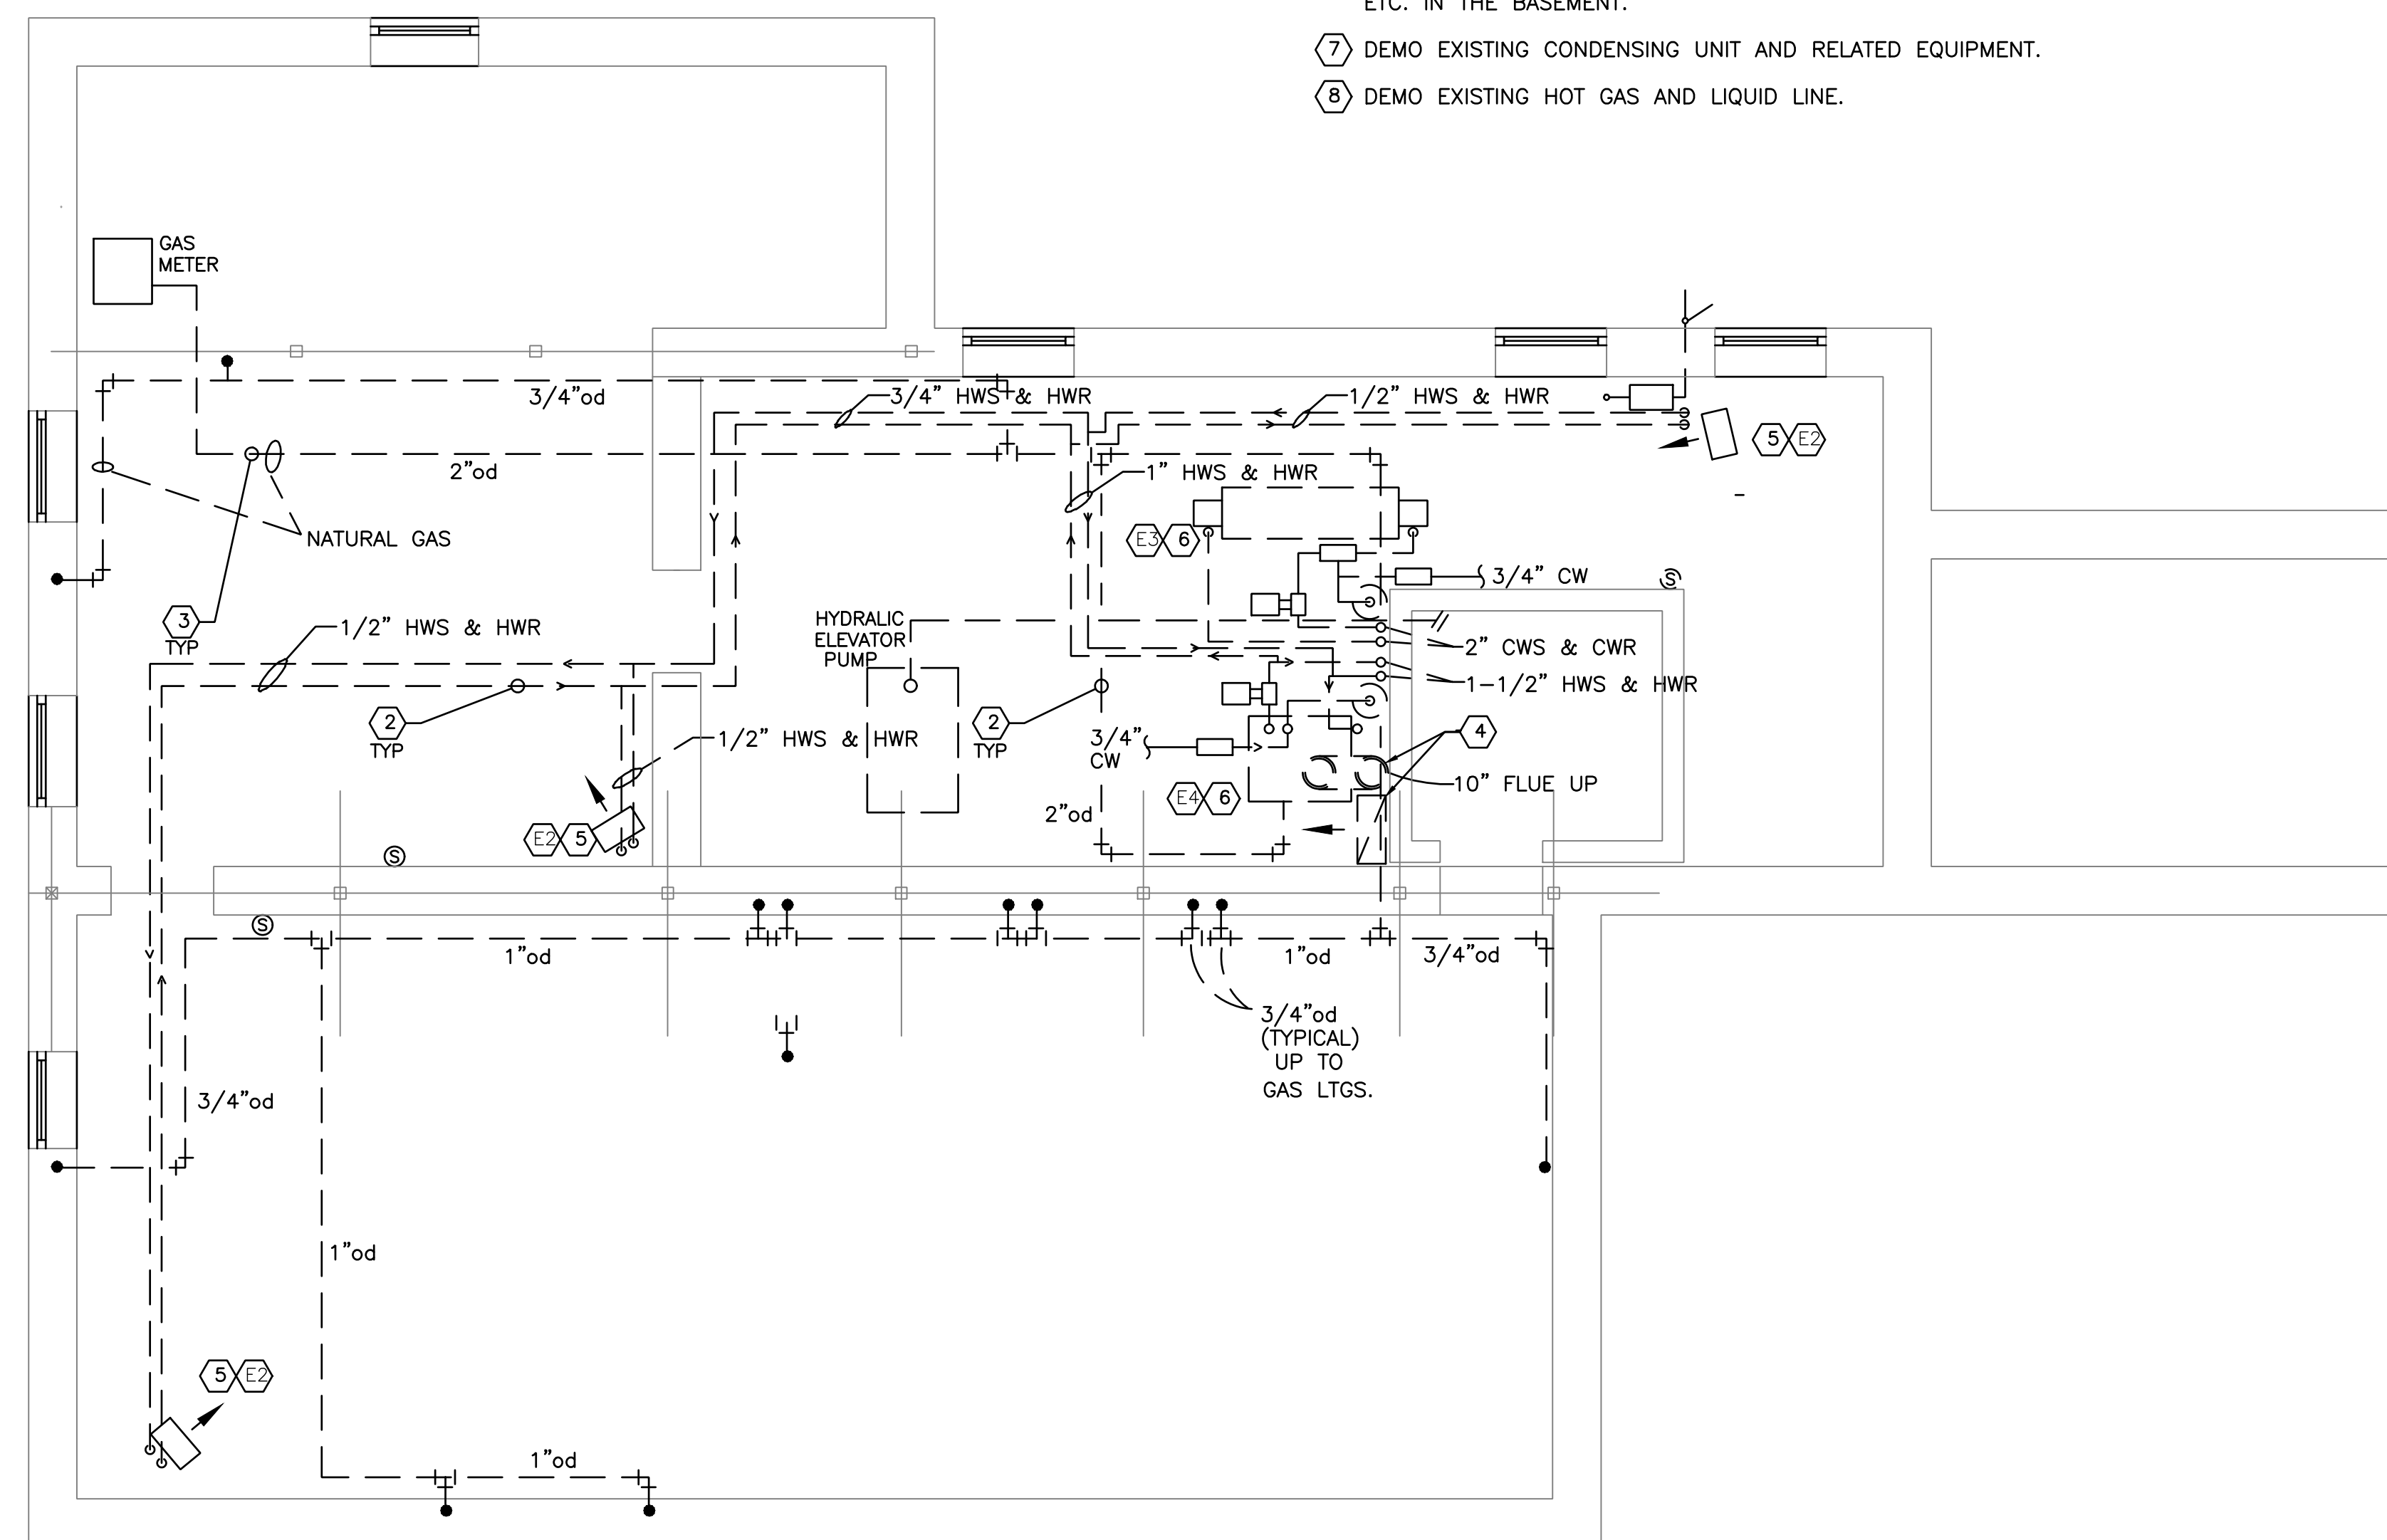 ETC. IN THE BASEMENT.
7 DEMO EXISTING CONDENSING UNIT AND RELATED EQUIPMENT.
8 DEMO EXISTING HOT GAS AND LIQUID LINE.
GAS
METER
3/4"od
3/4" HWS & HWR
1/2" HWS & HWR
5 E2
2"od
1" HWS & HWR
NATURAL GAS
E3 6
3/4" CW
S
3
TYP
1/2" HWS & HWR
HYDRALIC
ELEVATOR
PUMP
2" CWS & CWR
1-1/2" HWS & HWR
2
TYP
1/2" HWS & HWR
2
TYP
3/4"
CW
4
10" FLUE UP
E4 6
2"od
E2 5
S
S
1"od
1"od
3/4"od
3/4"od
(TYPICAL)
UP TO
GAS LTGS.
3/4"od
1"od
5 E2
1"od